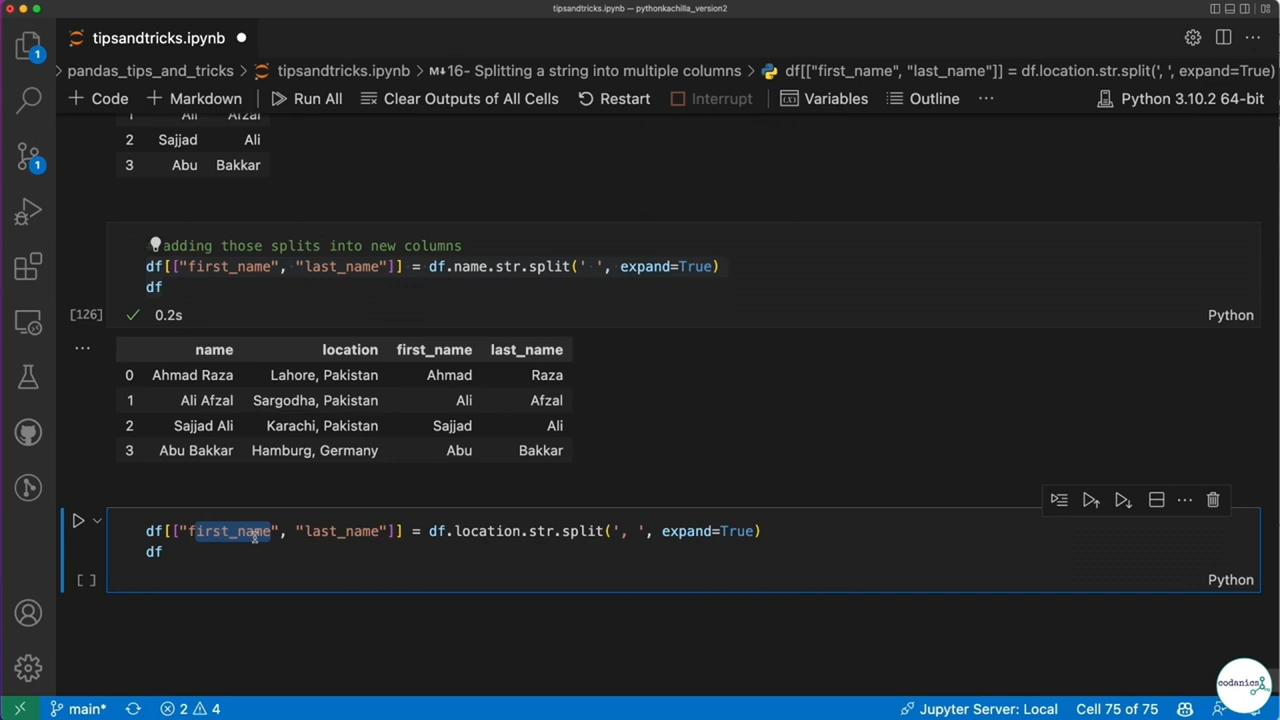 tipsandtricks.ipynb — pythonkachilla_version2
tipsandtricks.ipynb
pandas_tips_and_tricks > tipsandtricks.ipynb > M↓16- Splitting a string into multiple columns > df[["first_name", "last_name"]] = df.location.str.split(', ', expand=True)
+ Code + Markdown Run All Clear Outputs of All Cells Restart Interrupt Variables Outline ... Python 3.10.2 64-bit
1 Ali Afzal
2 Sajjad Ali
3 Abu Bakkar
adding those splits into new columns
df[["first_name", "last_name"]] = df.name.str.split(' ', expand=True)
df
[126] 0.2s Python
...
name location first_name last_name
0 Ahmad Raza Lahore, Pakistan Ahmad Raza
1 Ali Afzal Sargodha, Pakistan Ali Afzal
2 Sajjad Ali Karachi, Pakistan Sajjad Ali
3 Abu Bakkar Hamburg, Germany Abu Bakkar
df[["first_name", "last_name"]] = df.location.str.split(', ', expand=True)
df
[ ] Python
codanics
main* 2 4 Jupyter Server: Local Cell 75 of 75
1
1